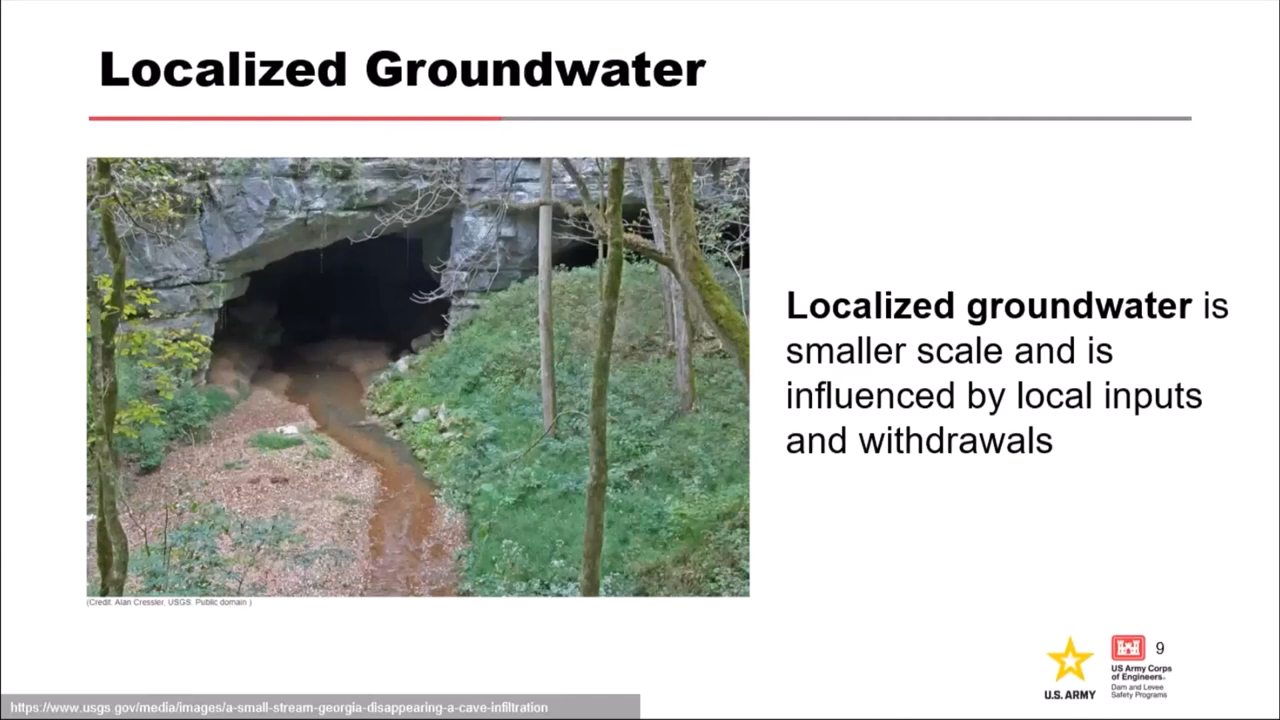 Localized Groundwater
Localized groundwater is
smaller scale and is
influenced by local inputs
and withdrawals
(Credit: Alan Cressler, USGS. Public domain )
U.S. ARMY
US Army Corps
of Engineers®
Dam and Levee
Safety Programs
9
https://www.usgs.gov/media/images/a-small-stream-georgia-disappearing-a-cave-infiltration